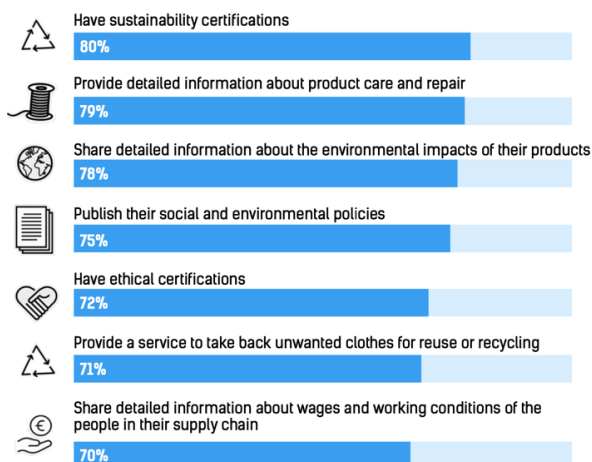 Have sustainability certifications
80%
Provide detailed information about product care and repair
79%
Share detailed information about the environmental impacts of their products
78%
Publish their social and environmental policies
75%
Have ethical certifications
72%
Provide a service to take back unwanted clothes for reuse or recycling
71%
Share detailed information about wages and working conditions of the
people in their supply chain
€
70%